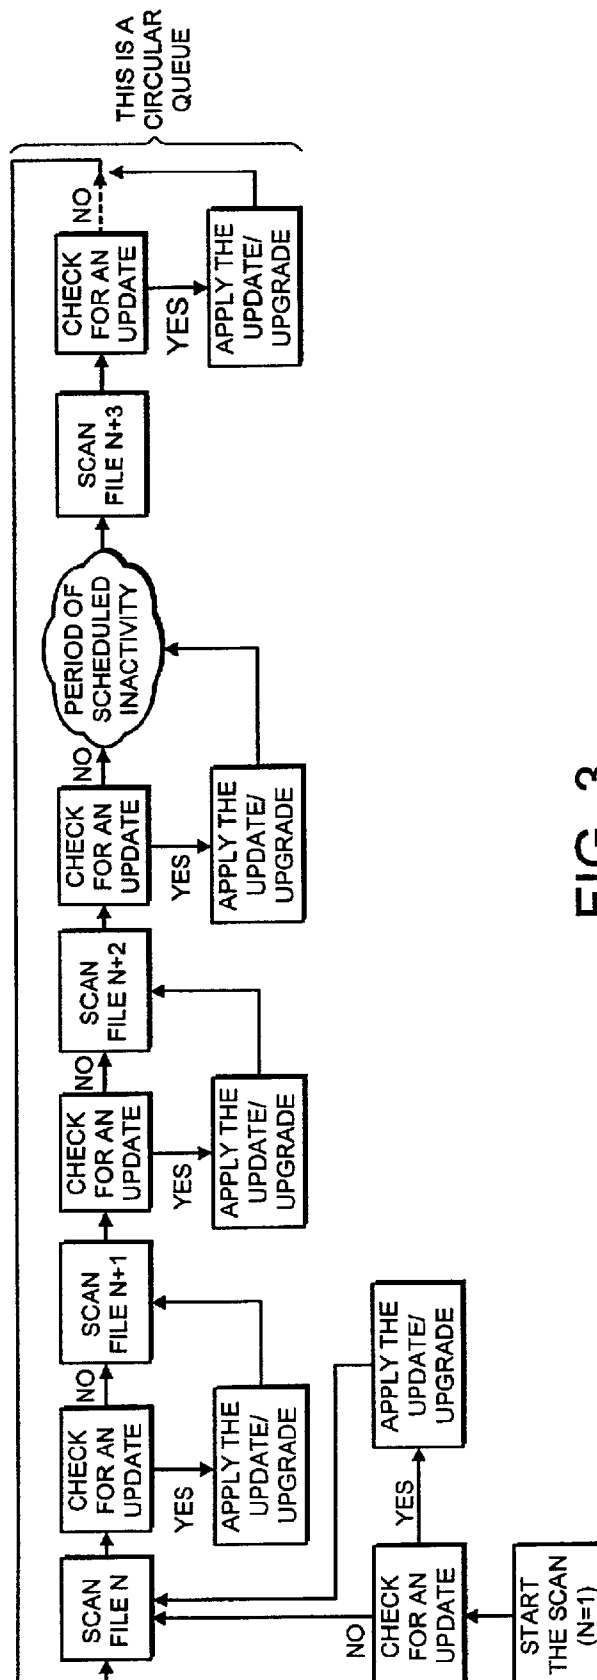 START
THE SCAN
(N=1)
CHECK
FOR AN
UPDATE
NO
YES
APPLY THE
UPDATE/
UPGRADE
SCAN
FILE N
CHECK
FOR AN
UPDATE
NO
YES
APPLY THE
UPDATE/
UPGRADE
SCAN
FILE N+1
CHECK
FOR AN
UPDATE
NO
YES
APPLY THE
UPDATE/
UPGRADE
SCAN
FILE N+2
CHECK
FOR AN
UPDATE
NO
YES
APPLY THE
UPDATE/
UPGRADE
PERIOD OF
SCHEDULED
INACTIVITY
SCAN
FILE N+3
CHECK
FOR AN
UPDATE
NO
YES
APPLY THE
UPDATE/
UPGRADE
THIS IS A
CIRCULAR
QUEUE
FIG. 3